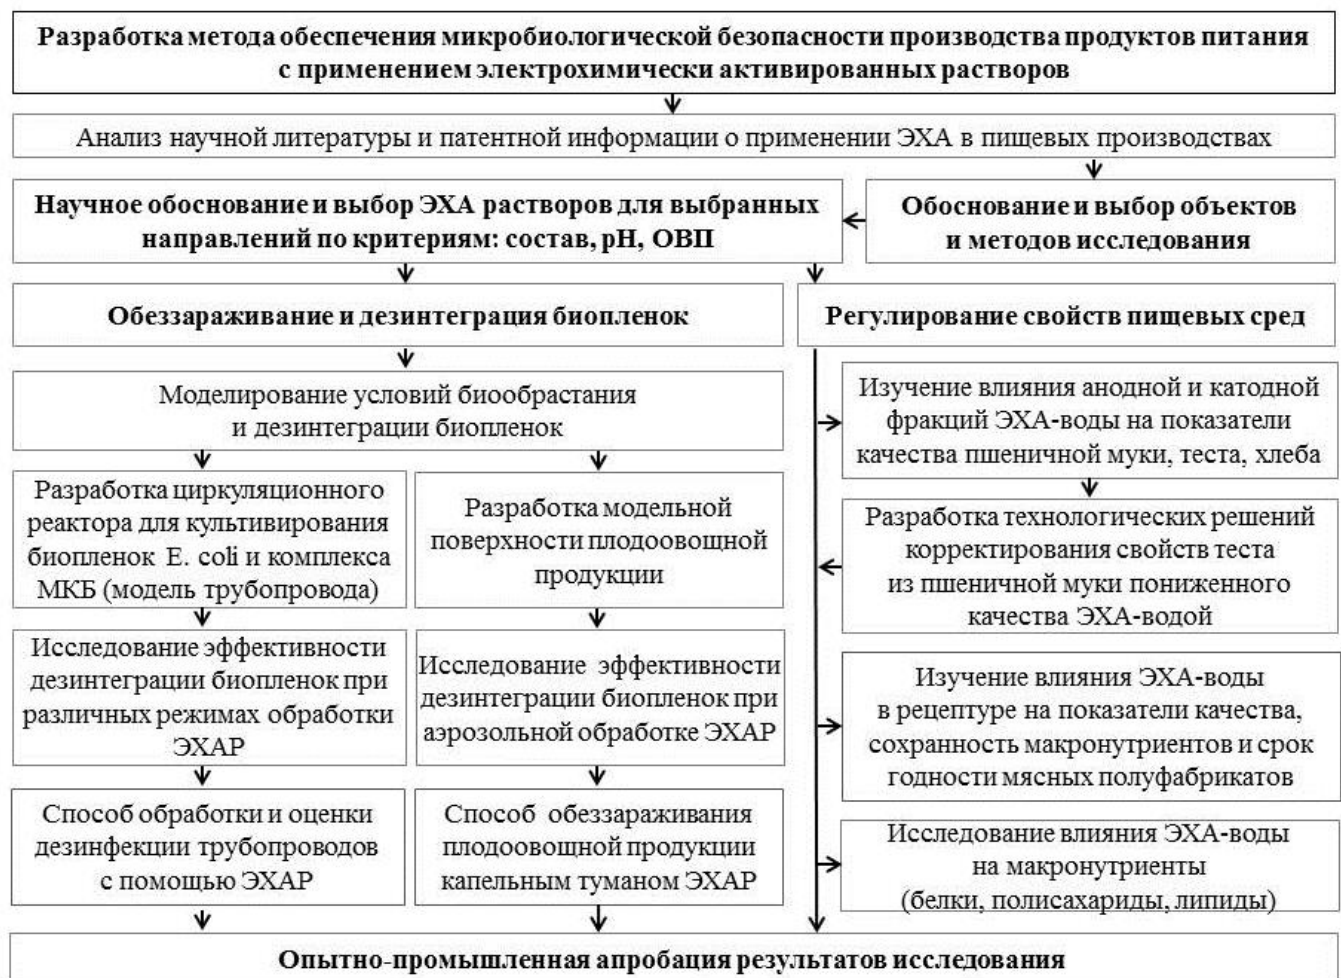 Разработка метода обеспечения микробиологической безопасности производства продуктов питания
с применением электрохимически активированных растворов
Анализ научной литературы и патентной информации о применении ЭХА в пищевых производствах
Научное обоснование и выбор ЭХА растворов для выбранных
направлений по критериям: состав, pH, ОВП
Обоснование и выбор объектов
и методов исследования
Обеззараживание и дезинтеграция биопленок
Регулирование свойств пищевых сред
Моделирование условий биообрастания
и дезинтеграции биопленок
Разработка циркуляционного
реактора для культивирования
биопленок E. coli и комплекса
МКБ (модель трубопровода)
Исследование эффективности
дезинтеграции биопленок при
различных режимах обработки
ЭХАР
Способ обработки и оценки
дезинфекции трубопроводов
с помощью ЭХАР
Разработка модельной
поверхности плодоовощной
продукции
Исследование эффективности
дезинтеграции биопленок при
аэрозольной обработке ЭХАР
Способ обеззараживания
плодоовощной продукции
капельным туманом ЭХАР
Изучение влияния анодной и катодной
фракций ЭХА-воды на показатели
качества пшеничной муки, теста, хлеба
Разработка технологических решений
корректирования свойств теста
из пшеничной муки пониженного
качества ЭХА-водой
Изучение влияния ЭХА-воды
в рецептуре на показатели качества,
сохранность макронутриентов и срок
годности мясных полуфабрикатов
Исследование влияния ЭХА-воды
на макронутриенты
(белки, полисахариды, липиды)
Опытно-промышленная апробация результатов исследования